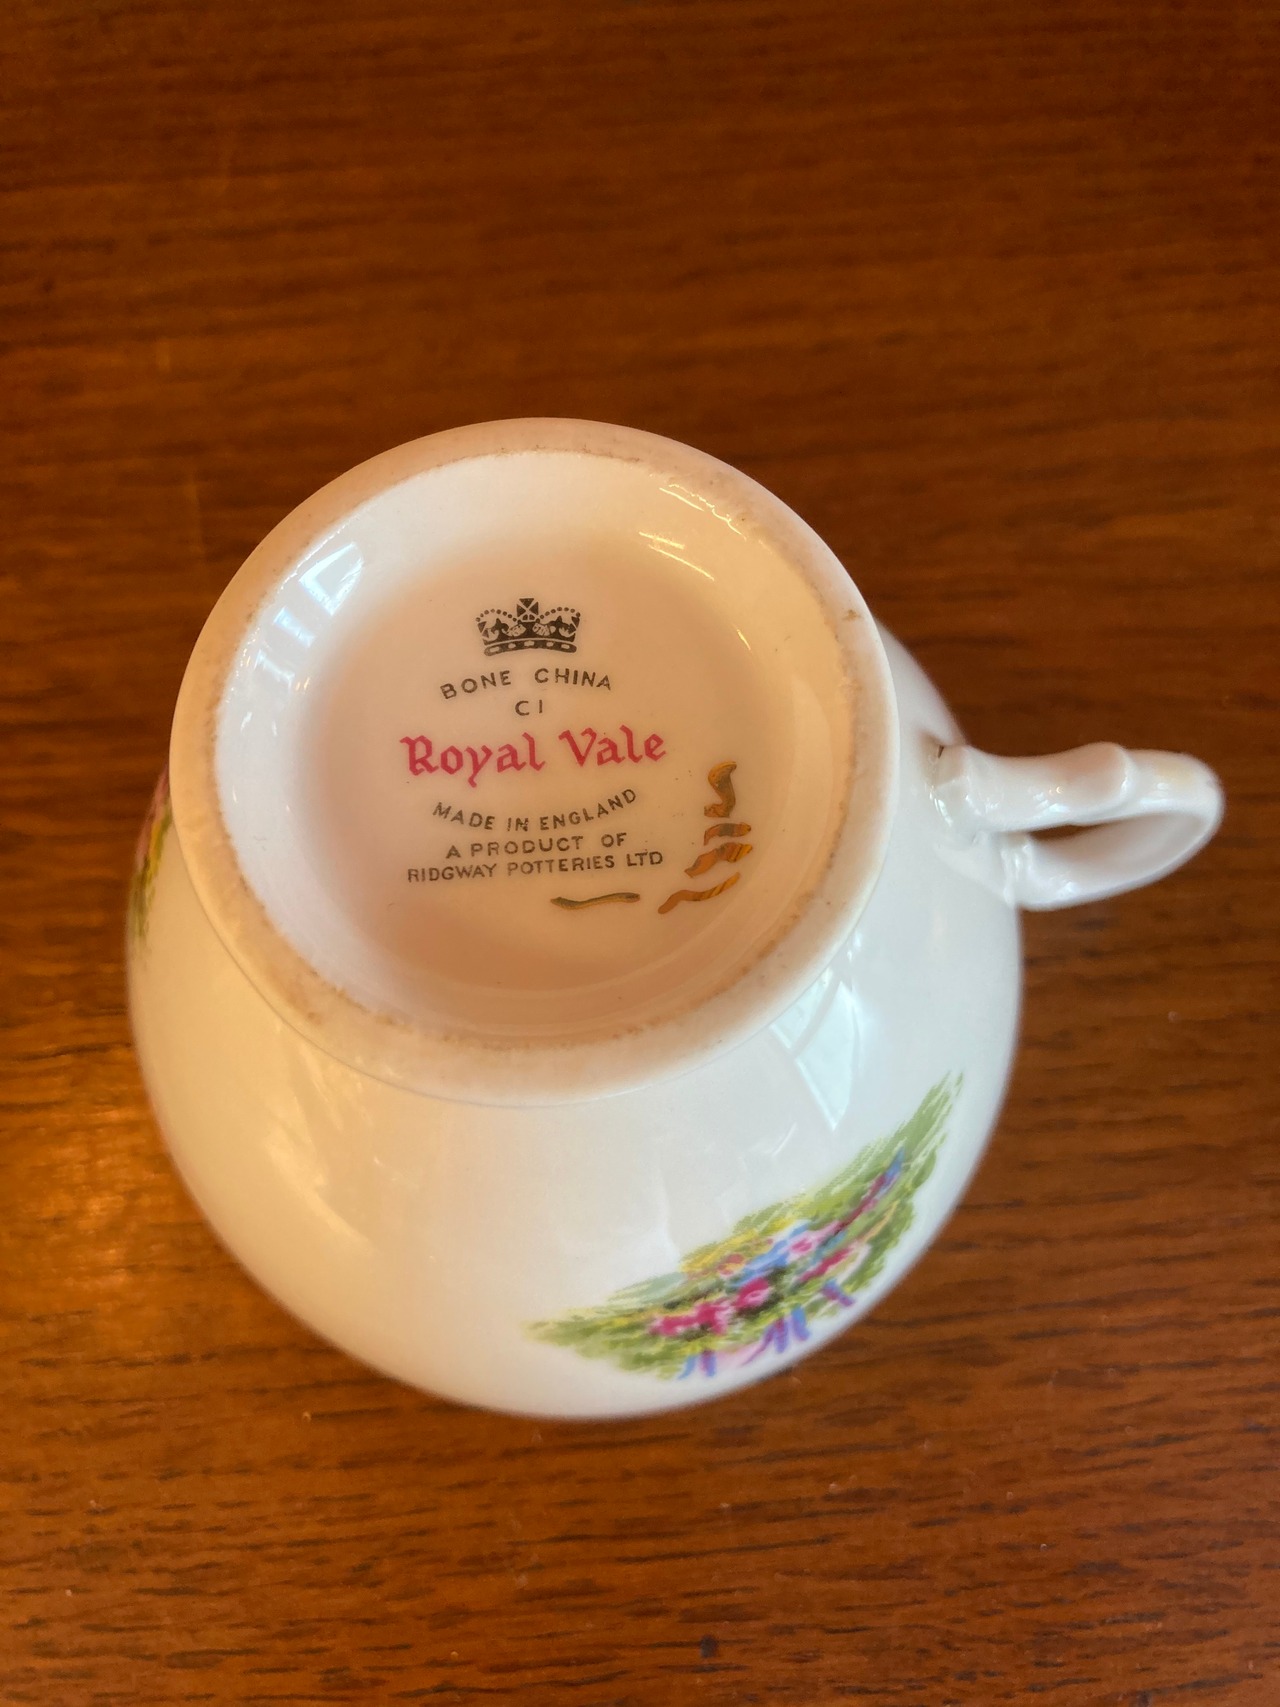 BONE CHINA
C1
Royal Vale
MADE IN ENGLAND
A PRODUCT OF
RIDGWAY POTTERIES LTD